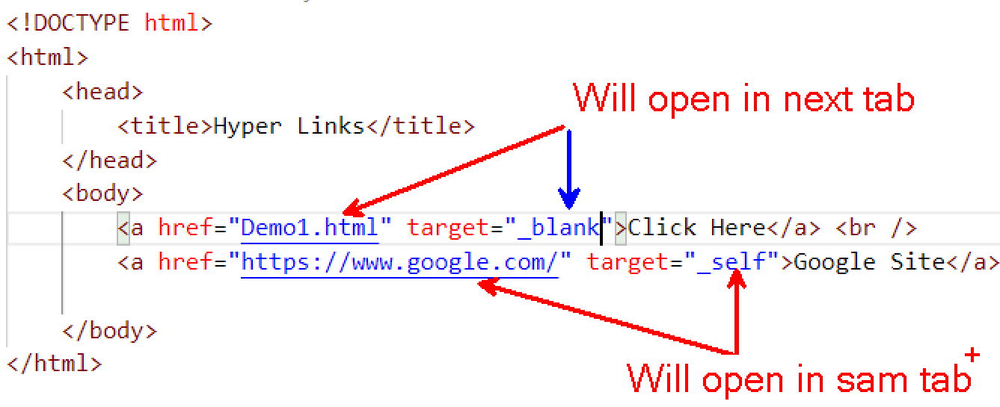 <!DOCTYPE html>
<html>
<head>
Will open in next tab
<title>Hyper Links</title>
</head>
<body>
<a href="Demo1.html" target="_blank">Click Here</a> <br />
<a href="https://www.google.com/" target="_self">Google Site</a>
</body>
</html>
Will open in sam tab